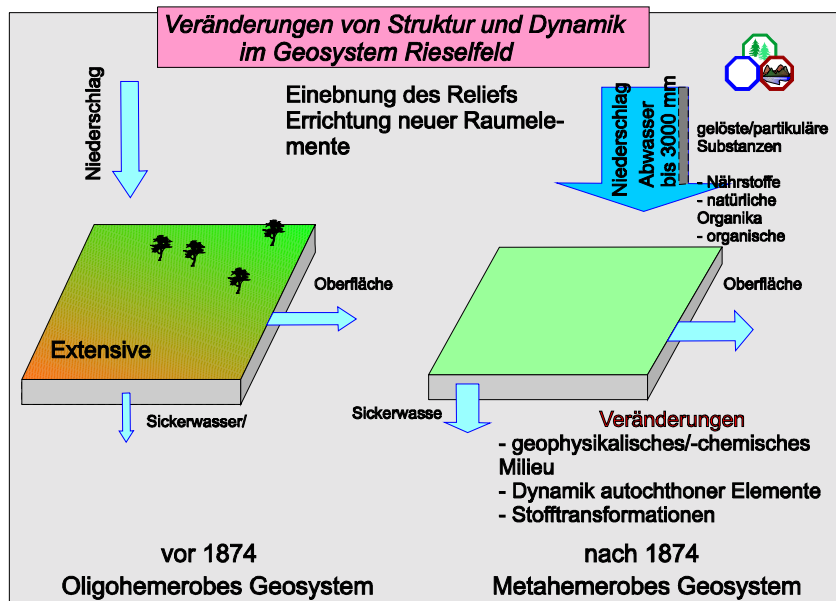 Veränderungen von Struktur und Dynamik
im Geosystem Rieselfeld
Niederschlag
Einebnung des Reliefs
Errichtung neuer Raumele-
mente
Niederschlag
Abwasser
bis 3000 mm
gelöste/partikuläre
Substanzen
- Nährstoffe
- natürliche
Organika
- organische
Extensive
Oberfläche
Sickerwasser/
Oberfläche
Sickerwasse
Veränderungen
- geophysikalisches/-chemisches
Milieu
- Dynamik autochthoner Elemente
- Stofftransformationen
vor 1874
Oligohemerobes Geosystem
nach 1874
Metahemerobes Geosystem